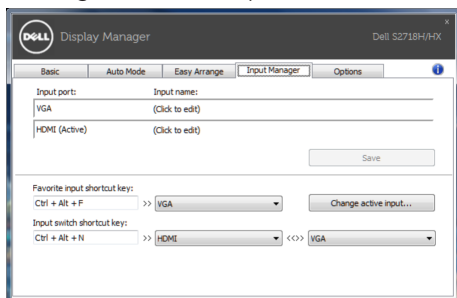 DELL Display Manager Dell S2718H/HX x
Basic Auto Mode Easy Arrange Input Manager Options i
Input port: Input name:
VGA (Click to edit)
HDMI (Active) (Click to edit)
Save
Favorite input shortcut key:
Ctrl + Alt + F >> VGA Change active input...
Input switch shortcut key:
Ctrl + Alt + N >> HDMI <<>> VGA